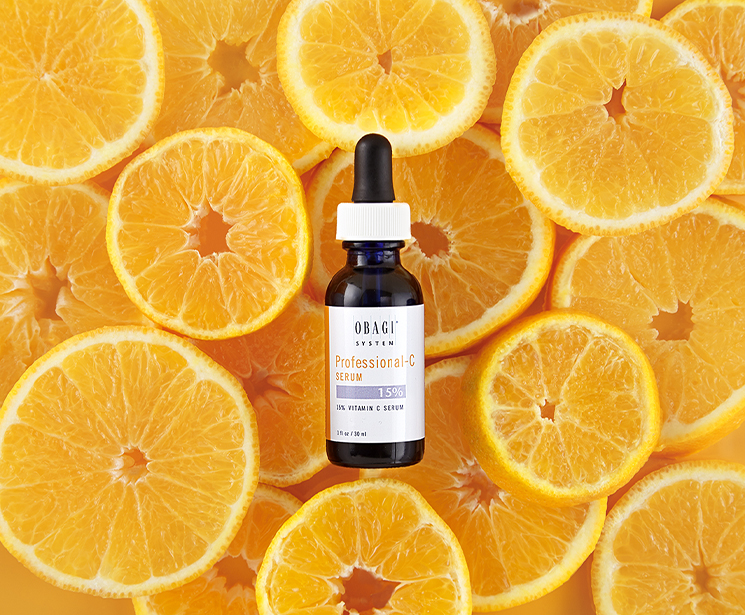 OBAGI
SYSTEM
Professional-C
SERUM
15%
15% VITAMIN C SERUM
1 fl oz / 30 ml